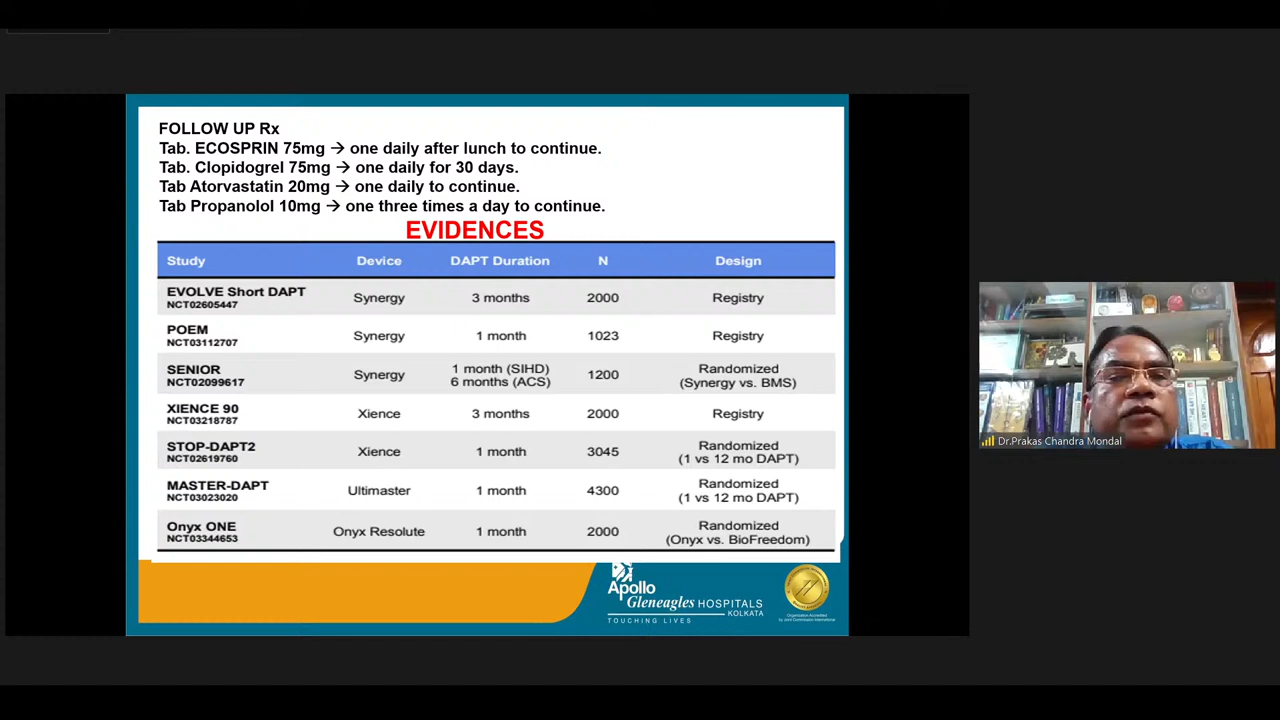 FOLLOW UP Rx
Tab. ECOSPRIN 75mg → one daily after lunch to continue.
Tab. Clopidogrel 75mg → one daily for 30 days.
Tab Atorvastatin 20mg → one daily to continue.
Tab Propanolol 10mg → one three times a day to continue.
EVIDENCES
Study Device DAPT Duration N Design
EVOLVE Short DAPT
NCT02605447
Synergy 3 months 2000 Registry
POEM
NCT03112707
Synergy 1 month 1023 Registry
SENIOR
NCT02099617
Synergy
1 month (SIHD)
6 months (ACS)
1200
Randomized
(Synergy vs. BMS)
XIENCE 90
NCT03218787
Xience 3 months 2000 Registry
STOP-DAPT2
NCT02619760
Xience 1 month 3045
Randomized
(1 vs 12 mo DAPT)
MASTER-DAPT
NCT03023020
Ultimaster 1 month 4300
Randomized
(1 vs 12 mo DAPT)
Onyx ONE
NCT03344653
Onyx Resolute 1 month 2000
Randomized
(Onyx vs. BioFreedom)
Apollo
Gleneagles HOSPITALS
KOLKATA
TOUCHING LIVES
Organization Accredited
by Joint Commission International
Dr.Prakas Chandra Mondal